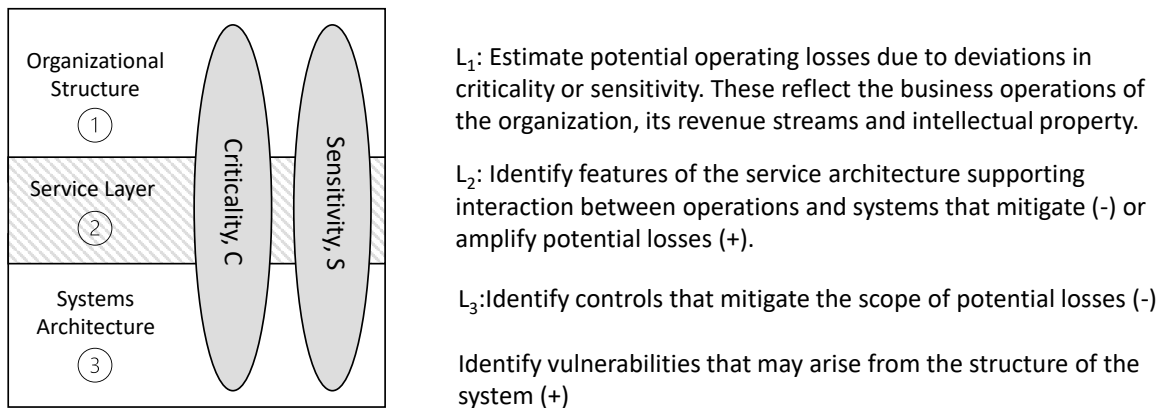 Organizational
Structure
1
Service Layer
2
Systems
Architecture
3
Criticality, C
Sensitivity, S
L₁: Estimate potential operating losses due to deviations in
criticality or sensitivity. These reflect the business operations of
the organization, its revenue streams and intellectual property.
L₂: Identify features of the service architecture supporting
interaction between operations and systems that mitigate (-) or
amplify potential losses (+).
L₃:Identify controls that mitigate the scope of potential losses (-)
Identify vulnerabilities that may arise from the structure of the
system (+)